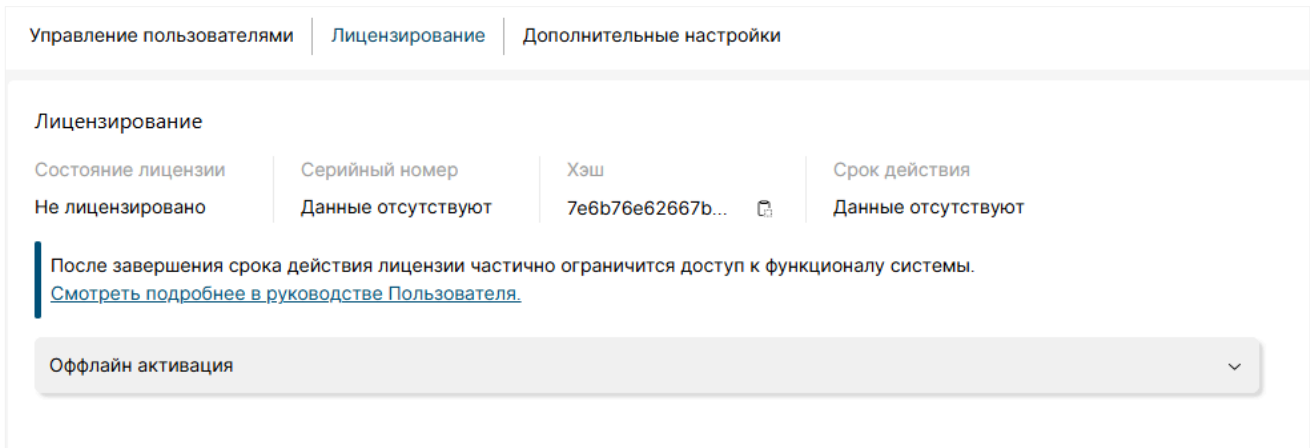 Управление пользователями Лицензирование Дополнительные настройки
Лицензирование
Состояние лицензии Серийный номер Хэш Срок действия
Не лицензировано Данные отсутствуют 7e6b76e62667b... Данные отсутствуют
После завершения срока действия лицензии частично ограничится доступ к функционалу системы.
Смотреть подробнее в руководстве Пользователя.
Оффлайн активация